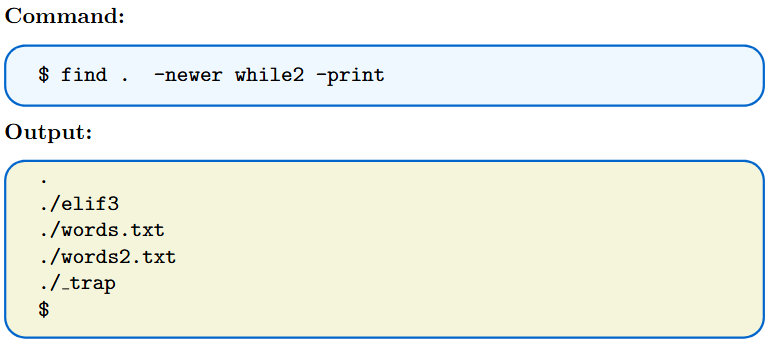 Command:
$ find .  -newer while2 -print
Output:
.
./elif3
./words.txt
./words2.txt
./_trap
$